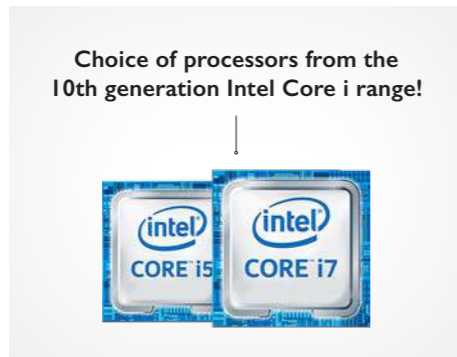 Choice of processors from the
10th generation Intel Core i range!
intel
CORE i5
intel
CORE i7